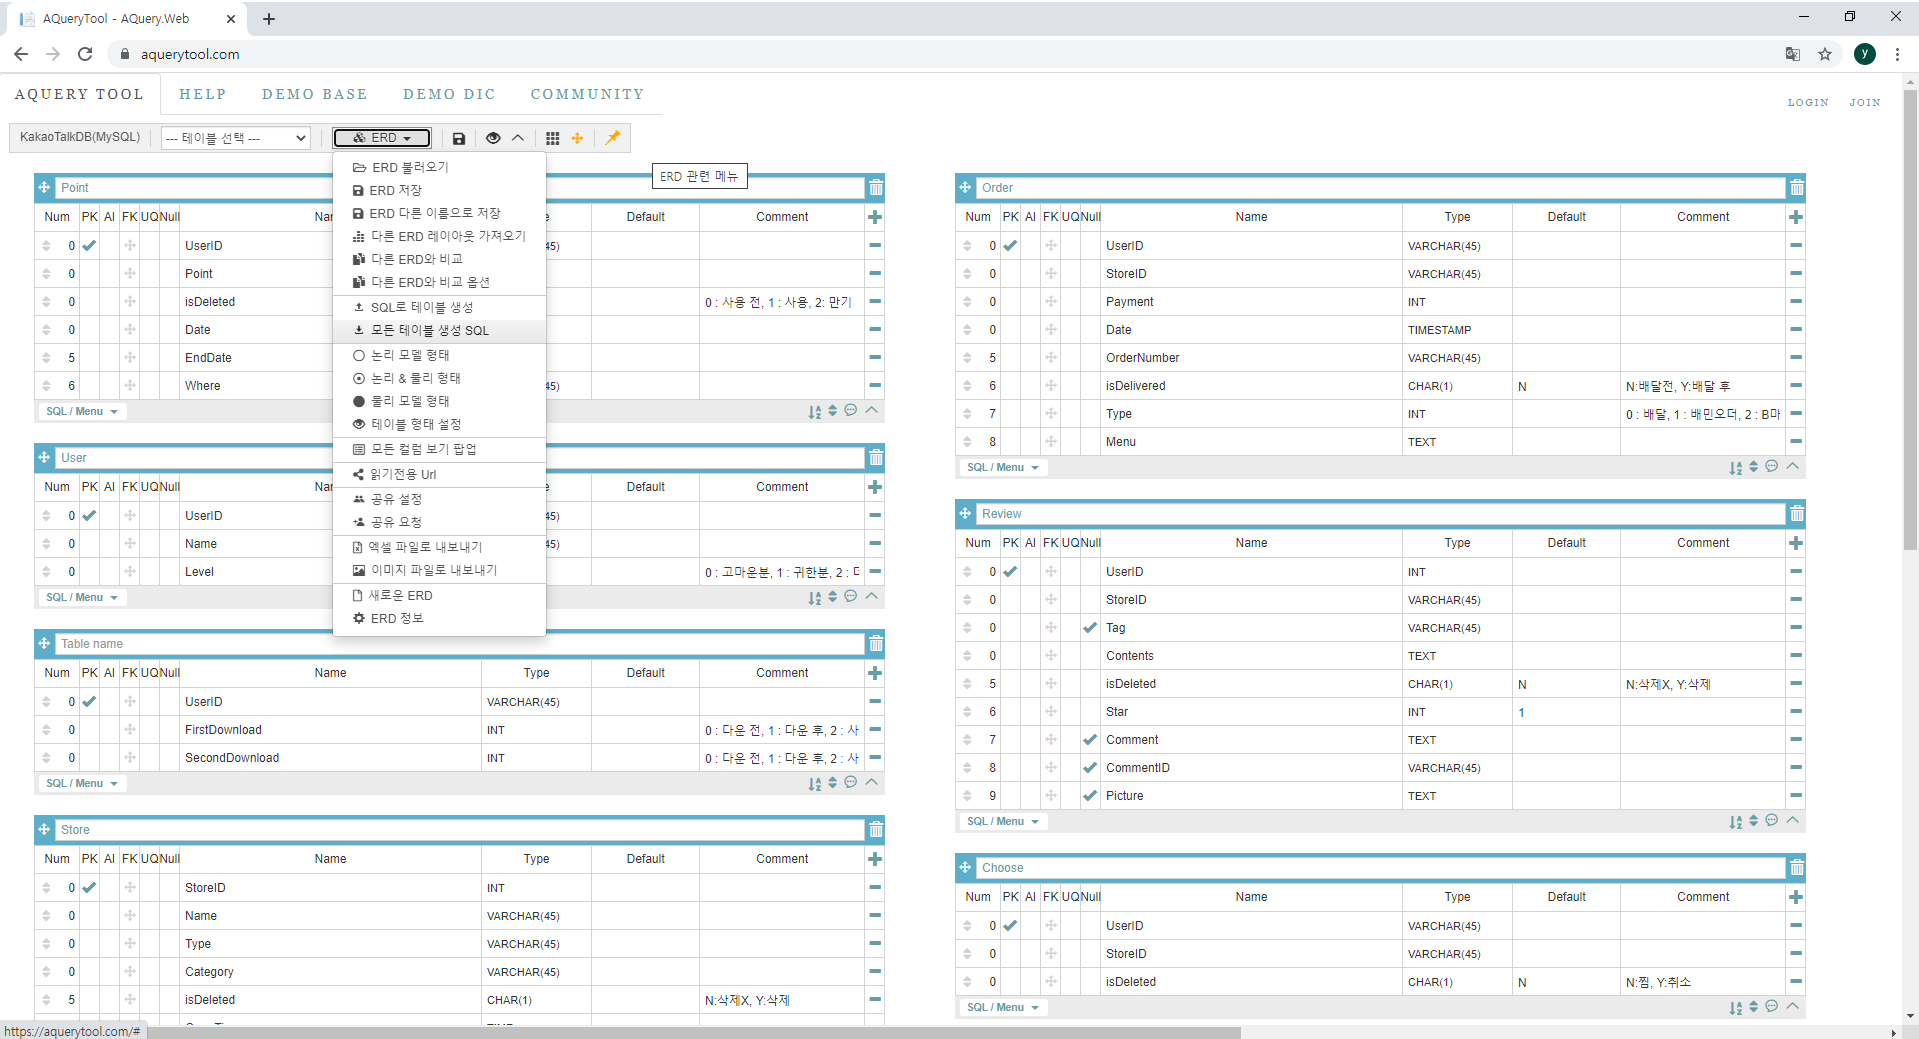 AQueryTool - AQuery.Web
aquerytool.com
y
AQUERY TOOL HELP DEMO BASE DEMO DIC COMMUNITY
LOGIN JOIN
KakaoTalkDB(MySQL) --- 테이블 선택 --- ERD
ERD 불러오기
ERD 저장
ERD 다른 이름으로 저장
다른 ERD 레이아웃 가져오기
다른 ERD와 비교
다른 ERD와 비교 옵션
SQL로 테이블 생성
모든 테이블 생성 SQL
논리 모델 형태
논리 & 물리 형태
물리 모델 형태
테이블 형태 설정
모든 컬럼 보기 팝업
읽기전용 Url
공유 설정
공유 요청
엑셀 파일로 내보내기
이미지 파일로 내보내기
새로운 ERD
ERD 정보
ERD 관련 메뉴
Point
Num PK AI FK UQ Null Default Comment
0 UserID
0 Point
0 isDeleted 0 : 사용 전, 1 : 사용, 2: 만기
0 Date
5 EndDate
6 Where
SQL / Menu
User
Num PK AI FK UQ Null Default Comment
0 UserID
0 Name
0 Level 0 : 고마운분, 1 : 귀한분, 2 :
SQL / Menu
Table name
Num PK AI FK UQ Null Name Type Default Comment
0 UserID VARCHAR(45)
0 FirstDownload INT 0 : 다운 전, 1 : 다운 후, 2 : 사
0 SecondDownload INT 0 : 다운 전, 1 : 다운 후, 2 : 사
SQL / Menu
Store
Num PK AI FK UQ Null Name Type Default Comment
0 StoreID INT
0 Name VARCHAR(45)
0 Type VARCHAR(45)
0 Category VARCHAR(45)
5 isDeleted CHAR(1) N:삭제X, Y:삭제
Order
Num PK AI FK UQ Null Name Type Default Comment
0 UserID VARCHAR(45)
0 StoreID VARCHAR(45)
0 Payment INT
0 Date TIMESTAMP
5 OrderNumber VARCHAR(45)
6 isDelivered CHAR(1) N N:배달전, Y:배달 후
7 Type INT 0 : 배달, 1 : 배민오더, 2 : B마
8 Menu TEXT
SQL / Menu
Review
Num PK AI FK UQ Null Name Type Default Comment
0 UserID INT
0 StoreID VARCHAR(45)
0 Tag VARCHAR(45)
0 Contents TEXT
5 isDeleted CHAR(1) N N:삭제X, Y:삭제
6 Star INT 1
7 Comment TEXT
8 CommentID VARCHAR(45)
9 Picture TEXT
SQL / Menu
Choose
Num PK AI FK UQ Null Name Type Default Comment
0 UserID VARCHAR(45)
0 StoreID VARCHAR(45)
0 isDeleted CHAR(1) N N:찜, Y:취소
SQL / Menu
https://aquerytool.com/#